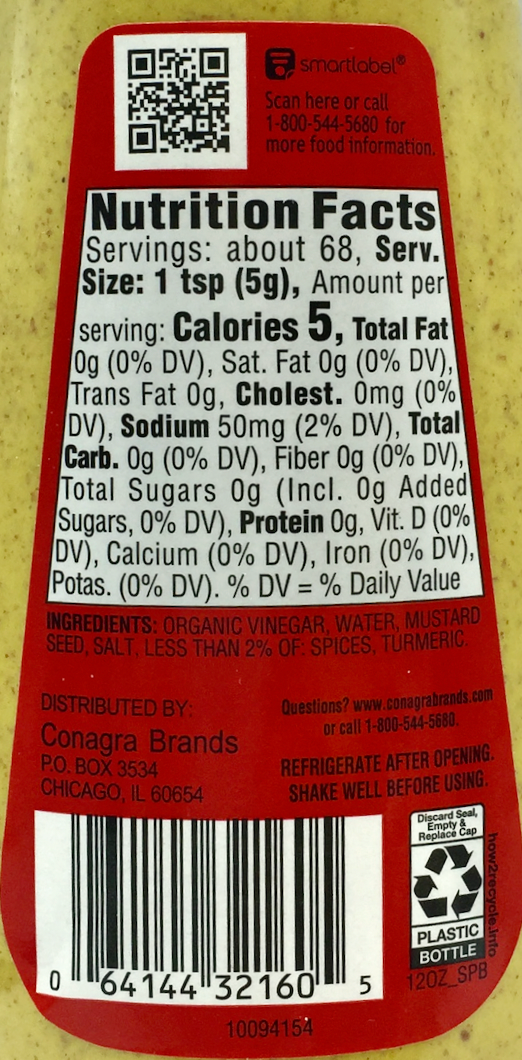 smartlabel®
Scan here or call
1-800-544-5680 for
more food information.
Nutrition Facts
Servings: about 68, Serv.
Size: 1 tsp (5g), Amount per
serving: Calories 5, Total Fat
0g (0% DV), Sat. Fat 0g (0% DV),
Trans Fat 0g, Cholest. 0mg (0%
DV), Sodium 50mg (2% DV), Total
Carb. 0g (0% DV), Fiber 0g (0% DV),
Total Sugars 0g (Incl. 0g Added
Sugars, 0% DV), Protein 0g, Vit. D (0%
DV), Calcium (0% DV), Iron (0% DV),
Potas. (0% DV). % DV = % Daily Value
INGREDIENTS: ORGANIC VINEGAR, WATER, MUSTARD
SEED, SALT, LESS THAN 2% OF: SPICES, TURMERIC.
DISTRIBUTED BY:
Conagra Brands
P.O. BOX 3534
CHICAGO, IL 60654
Questions? www.conagrabrands.com
or call 1-800-544-5680.
REFRIGERATE AFTER OPENING.
SHAKE WELL BEFORE USING.
Discard Seal,
Empty &
Replace Cap
PLASTIC
BOTTLE
how2recycle.info
12OZ_SPB
0 64144 32160 5
10094154